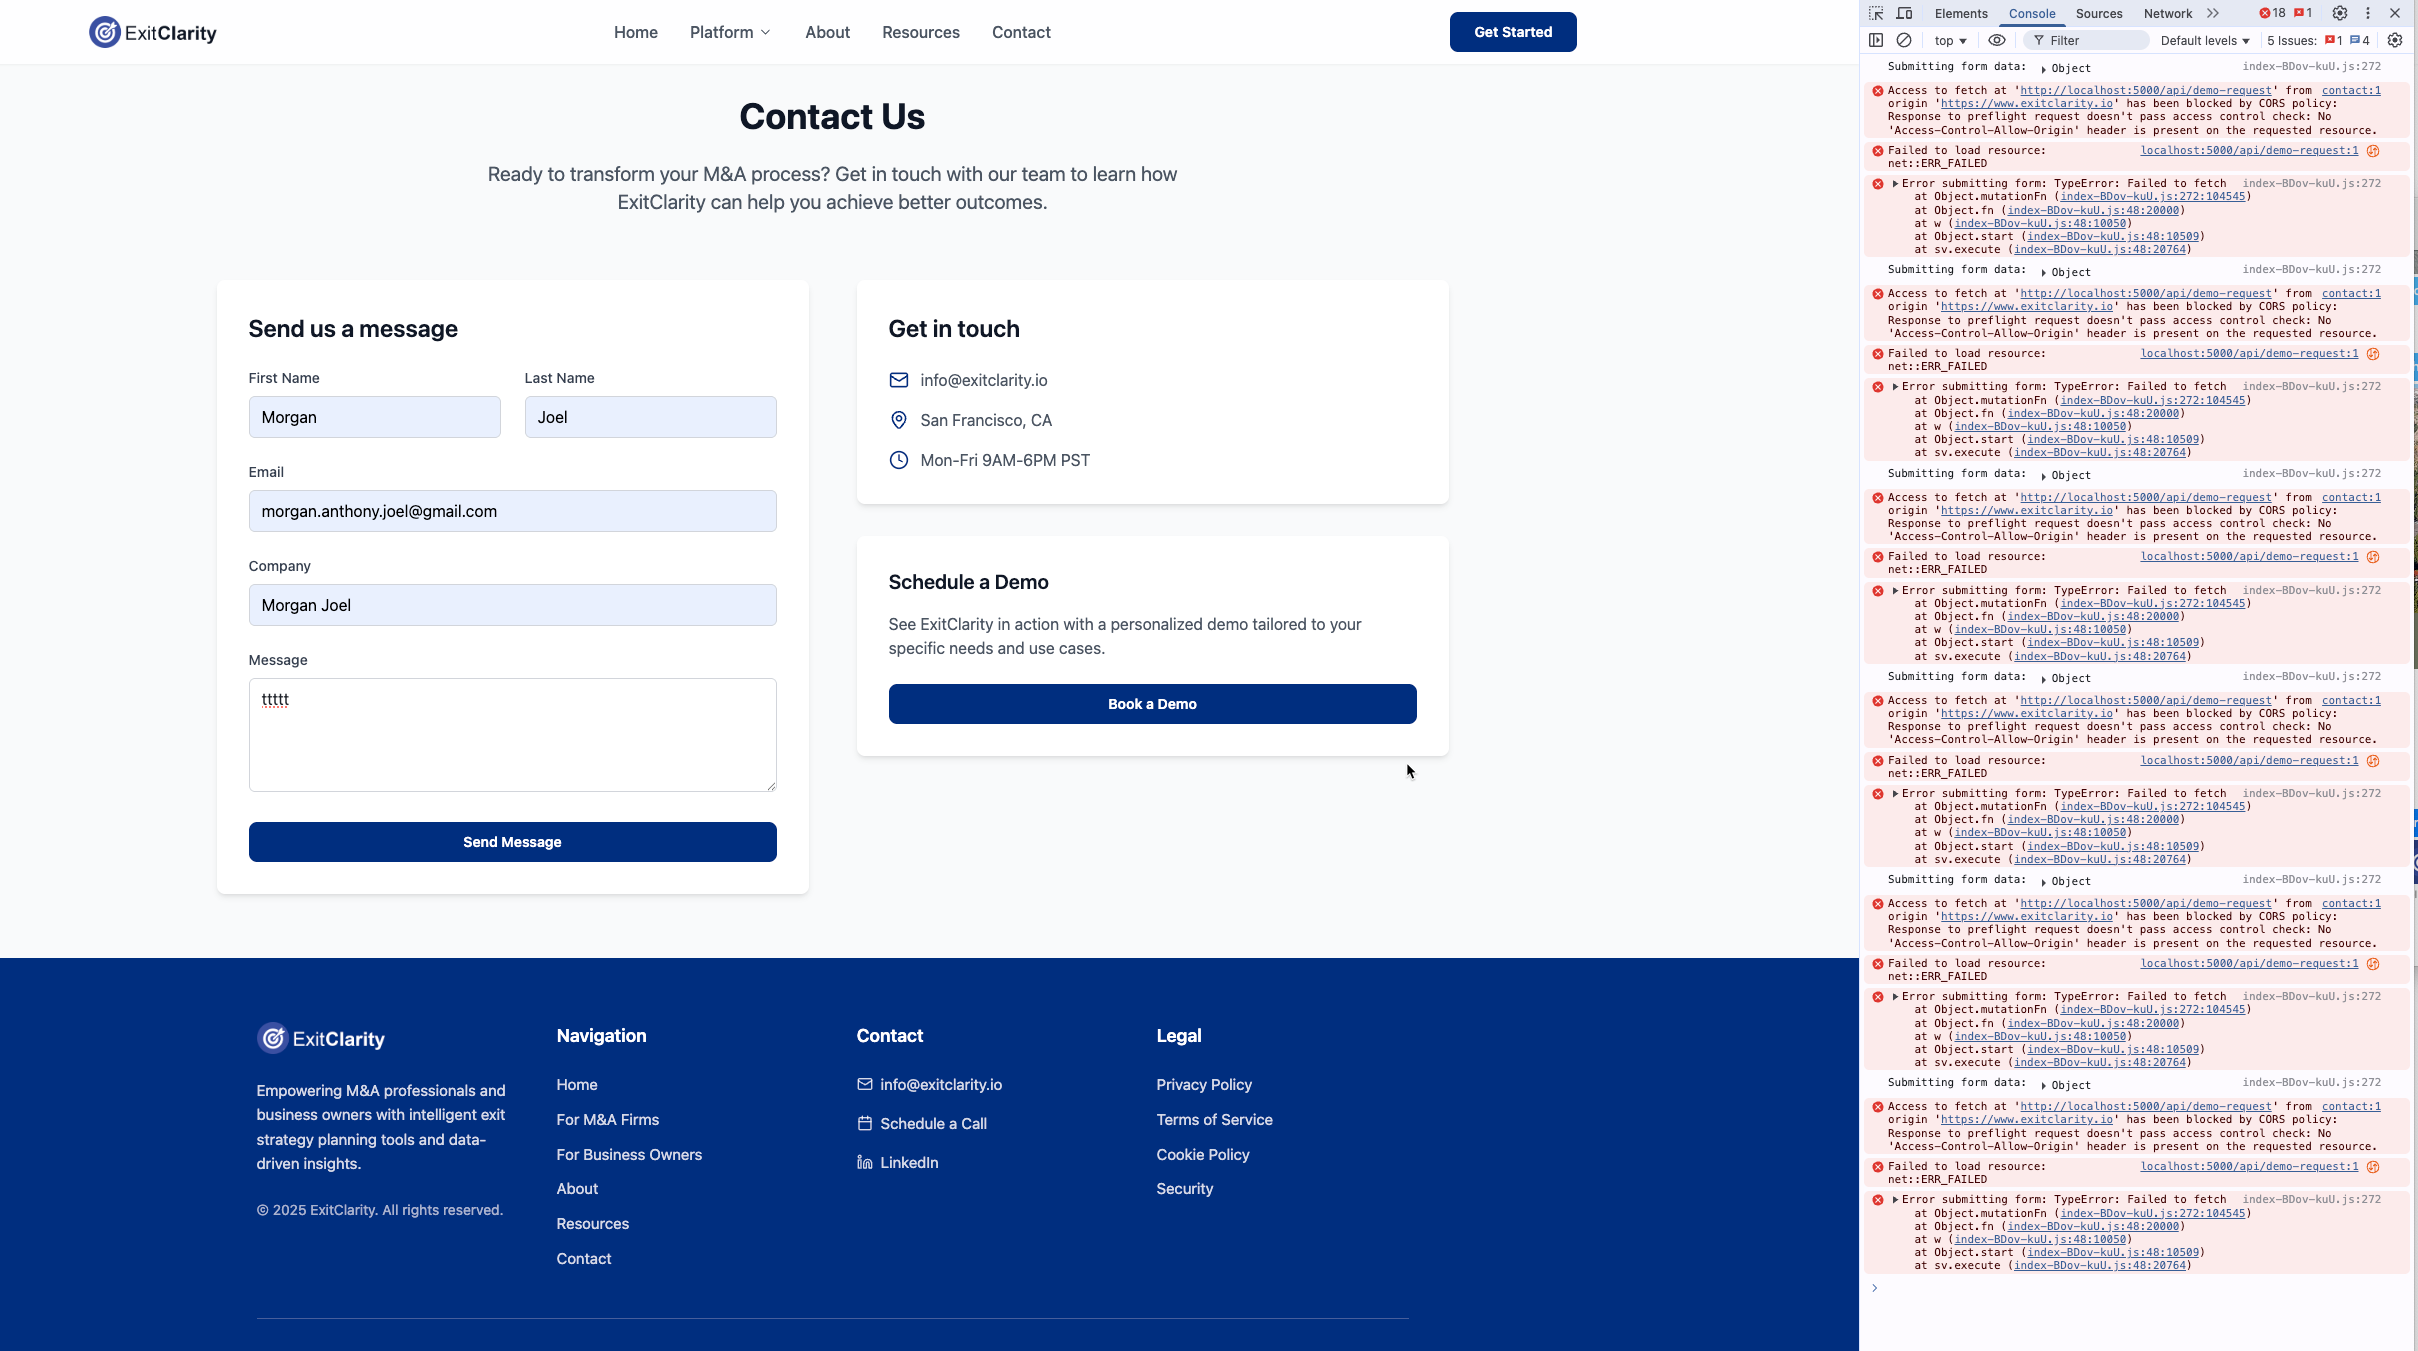 ExitClarity
Home
Platform
About
Resources
Contact
Get Started
Contact Us
Ready to transform your M&A process? Get in touch with our team to learn how
ExitClarity can help you achieve better outcomes.
Send us a message
First Name
Last Name
Morgan
Joel
Email
morgan.anthony.joel@gmail.com
Company
Morgan Joel
Message
ttttt
Send Message
Get in touch
info@exitclarity.io
San Francisco, CA
Mon-Fri 9AM-6PM PST
Schedule a Demo
See ExitClarity in action with a personalized demo tailored to your
specific needs and use cases.
Book a Demo
ExitClarity
Empowering M&A professionals and
business owners with intelligent exit
strategy planning tools and data-
driven insights.
© 2025 ExitClarity. All rights reserved.
Navigation
Home
For M&A Firms
For Business Owners
About
Resources
Contact
Contact
info@exitclarity.io
Schedule a Call
LinkedIn
Legal
Privacy Policy
Terms of Service
Cookie Policy
Security
Elements Console Sources Network 18 1
top Filter Default levels 5 Issues: 1 4
Submitting form data: Object index-BDov-kuU.js:272
Access to fetch at 'http://localhost:5000/api/demo-request' from contact:1
origin 'https://www.exitclarity.io' has been blocked by CORS policy:
Response to preflight request doesn't pass access control check: No
'Access-Control-Allow-Origin' header is present on the requested resource.
Failed to load resource: localhost:5000/api/demo-request:1
net::ERR_FAILED
Error submitting form: TypeError: Failed to fetch index-BDov-kuU.js:272
at Object.mutationFn (index-BDov-kuU.js:272:104545)
at Object.fn (index-BDov-kuU.js:48:20000)
at w (index-BDov-kuU.js:48:10050)
at Object.start (index-BDov-kuU.js:48:10509)
at sv.execute (index-BDov-kuU.js:48:20764)
Submitting form data: Object index-BDov-kuU.js:272
Access to fetch at 'http://localhost:5000/api/demo-request' from contact:1
origin 'https://www.exitclarity.io' has been blocked by CORS policy:
Response to preflight request doesn't pass access control check: No
'Access-Control-Allow-Origin' header is present on the requested resource.
Failed to load resource: localhost:5000/api/demo-request:1
net::ERR_FAILED
Error submitting form: TypeError: Failed to fetch index-BDov-kuU.js:272
at Object.mutationFn (index-BDov-kuU.js:272:104545)
at Object.fn (index-BDov-kuU.js:48:20000)
at w (index-BDov-kuU.js:48:10050)
at Object.start (index-BDov-kuU.js:48:10509)
at sv.execute (index-BDov-kuU.js:48:20764)
Submitting form data: Object index-BDov-kuU.js:272
Access to fetch at 'http://localhost:5000/api/demo-request' from contact:1
origin 'https://www.exitclarity.io' has been blocked by CORS policy:
Response to preflight request doesn't pass access control check: No
'Access-Control-Allow-Origin' header is present on the requested resource.
Failed to load resource: localhost:5000/api/demo-request:1
net::ERR_FAILED
Error submitting form: TypeError: Failed to fetch index-BDov-kuU.js:272
at Object.mutationFn (index-BDov-kuU.js:272:104545)
at Object.fn (index-BDov-kuU.js:48:20000)
at w (index-BDov-kuU.js:48:10050)
at Object.start (index-BDov-kuU.js:48:10509)
at sv.execute (index-BDov-kuU.js:48:20764)
Submitting form data: Object index-BDov-kuU.js:272
Access to fetch at 'http://localhost:5000/api/demo-request' from contact:1
origin 'https://www.exitclarity.io' has been blocked by CORS policy:
Response to preflight request doesn't pass access control check: No
'Access-Control-Allow-Origin' header is present on the requested resource.
Failed to load resource: localhost:5000/api/demo-request:1
net::ERR_FAILED
Error submitting form: TypeError: Failed to fetch index-BDov-kuU.js:272
at Object.mutationFn (index-BDov-kuU.js:272:104545)
at Object.fn (index-BDov-kuU.js:48:20000)
at w (index-BDov-kuU.js:48:10050)
at Object.start (index-BDov-kuU.js:48:10509)
at sv.execute (index-BDov-kuU.js:48:20764)
Submitting form data: Object index-BDov-kuU.js:272
Access to fetch at 'http://localhost:5000/api/demo-request' from contact:1
origin 'https://www.exitclarity.io' has been blocked by CORS policy:
Response to preflight request doesn't pass access control check: No
'Access-Control-Allow-Origin' header is present on the requested resource.
Failed to load resource: localhost:5000/api/demo-request:1
net::ERR_FAILED
Error submitting form: TypeError: Failed to fetch index-BDov-kuU.js:272
at Object.mutationFn (index-BDov-kuU.js:272:104545)
at Object.fn (index-BDov-kuU.js:48:20000)
at w (index-BDov-kuU.js:48:10050)
at Object.start (index-BDov-kuU.js:48:10509)
at sv.execute (index-BDov-kuU.js:48:20764)
Submitting form data: Object index-BDov-kuU.js:272
Access to fetch at 'http://localhost:5000/api/demo-request' from contact:1
origin 'https://www.exitclarity.io' has been blocked by CORS policy:
Response to preflight request doesn't pass access control check: No
'Access-Control-Allow-Origin' header is present on the requested resource.
Failed to load resource: localhost:5000/api/demo-request:1
net::ERR_FAILED
Error submitting form: TypeError: Failed to fetch index-BDov-kuU.js:272
at Object.mutationFn (index-BDov-kuU.js:272:104545)
at Object.fn (index-BDov-kuU.js:48:20000)
at w (index-BDov-kuU.js:48:10050)
at Object.start (index-BDov-kuU.js:48:10509)
at sv.execute (index-BDov-kuU.js:48:20764)